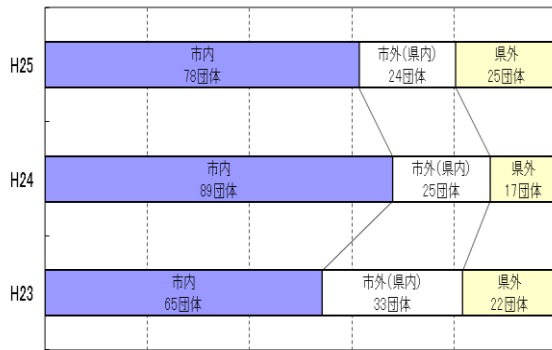 H25
市内
78団体
市外(県内)
24団体
県外
25団体
H24
市内
89団体
市外(県内)
25団体
県外
17団体
H23
市内
65団体
市外(県内)
33団体
県外
22団体